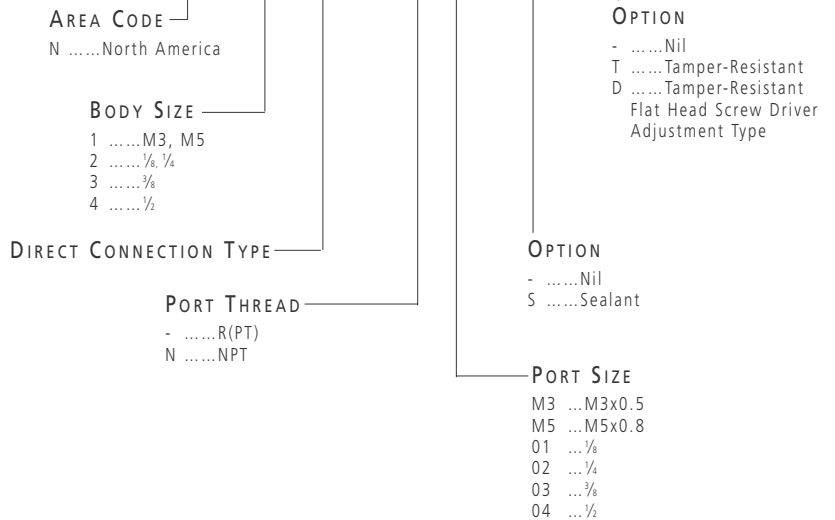 AREA CODE
N ......North America
BODY SIZE
1 ......M3, M5
2 ......⅛, ¼
3 ......⅜
4 ......½
DIRECT CONNECTION TYPE
PORT THREAD
- ......R(PT)
N ......NPT
OPTION
- ......Nil
T ......Tamper-Resistant
D ......Tamper-Resistant
Flat Head Screw Driver
Adjustment Type
OPTION
- ......Nil
S ......Sealant
PORT SIZE
M3 ...M3x0.5
M5 ...M5x0.8
01 ...⅛
02 ...¼
03 ...⅜
04 ...½